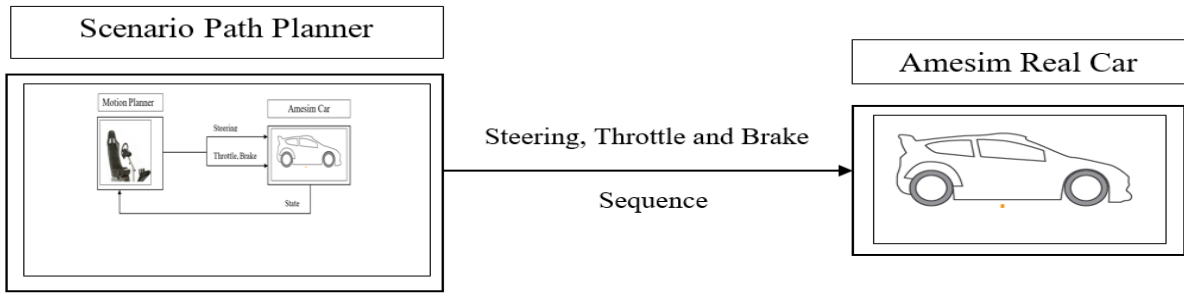 Scenario Path Planner
Motion Planner
Amesim Car
Steering
Throttle, Brake
State
Steering, Throttle and Brake
Sequence
Amesim Real Car